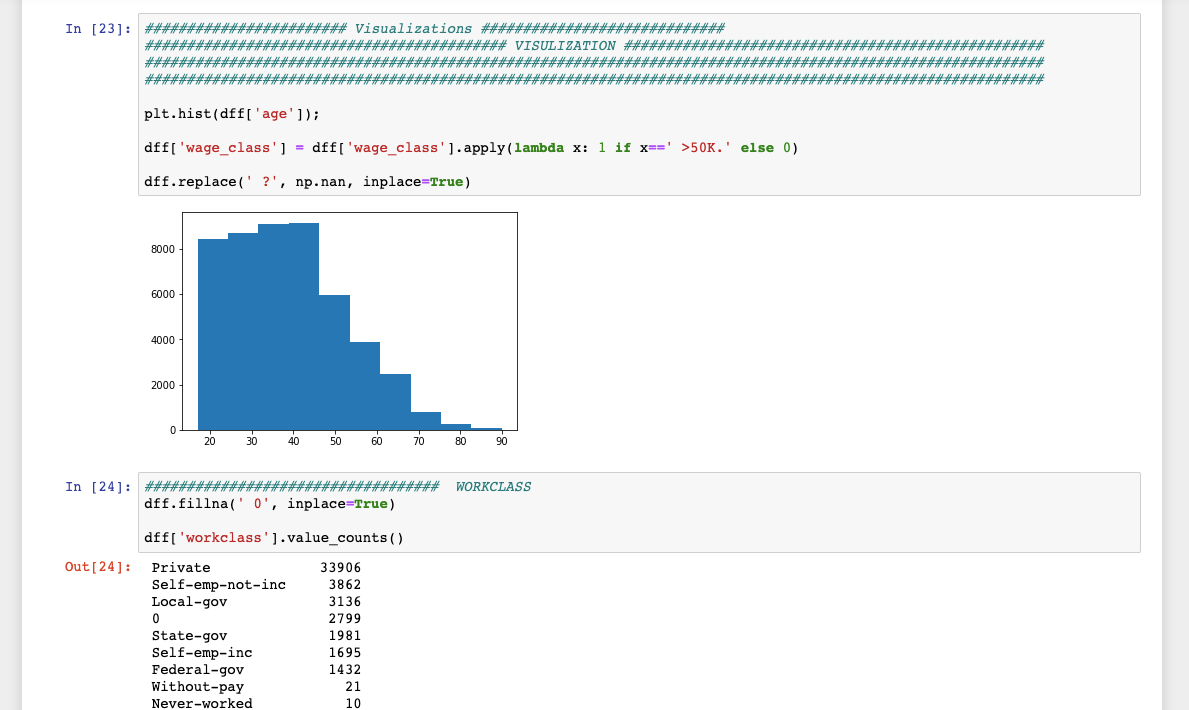 In [23]: ######################## Visualizations #############################
########################################### VISULIZATION ##################################################
###########################################################################################################
###########################################################################################################
plt.hist(dff['age']);
dff['wage_class'] = dff['wage_class'].apply(lambda x: 1 if x==' >50K.' else 0)
dff.replace(' ?', np.nan, inplace=True)
8000
6000
4000
2000
0
20 30 40 50 60 70 80 90
In [24]: ################################### WORKCLASS
dff.fillna(' 0', inplace=True)
dff['workclass'].value_counts()
Out[24]: Private 33906
Self-emp-not-inc 3862
Local-gov 3136
0 2799
State-gov 1981
Self-emp-inc 1695
Federal-gov 1432
Without-pay 21
Never-worked 10